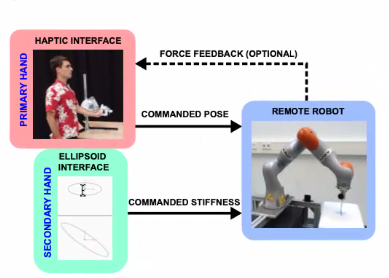 HAPTIC INTERFACE
PRIMARY HAND
FORCE FEEDBACK (OPTIONAL)
COMMANDED POSE
REMOTE ROBOT
ELLIPSOID
INTERFACE
SECONDARY HAND
COMMANDED STIFFNESS